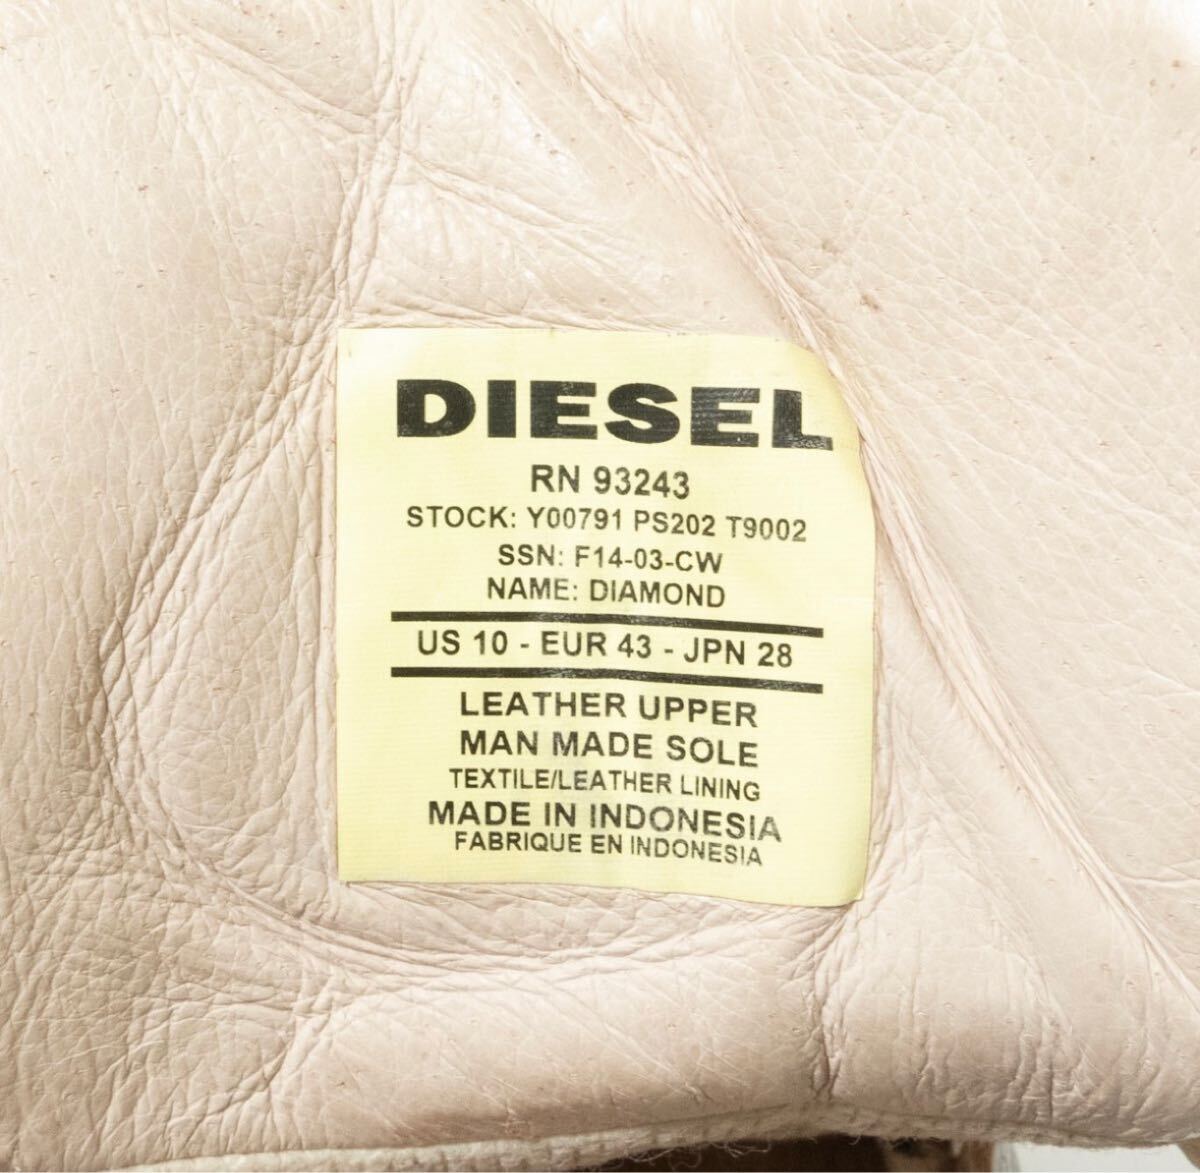 DIESEL
RN 93243
STOCK: Y00791 PS202 T9002
SSN: F14-03-CW
NAME: DIAMOND
US 10 - EUR 43 - JPN 28
LEATHER UPPER
MAN MADE SOLE
TEXTILE/LEATHER LINING
MADE IN INDONESIA
FABRIQUE EN INDONESIA